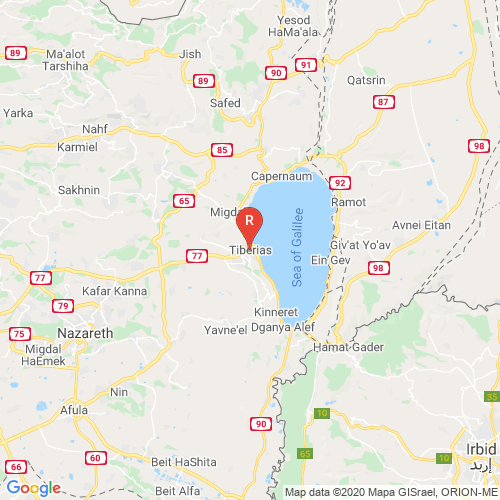 Yesod
HaMa'ala
89
Ma'alot
Tarshiha
Jish
91
90
89
Qatsrin
Safed
87
Yarka
Nahf
Karmiel
85
98
Capernaum
92
Sakhnin
65
Ramot
Migdal
R
Avnei Eitan
Tiberias
Sea of Galilee
Giv'at Yo'av
Ein Gev
77
98
77
Kafar Kanna
79
Kinneret
Dganya Alef
75
Nazareth
Yavne'el
Migdal
HaEmek
Hamat Gader
Nin
35
Afula
10
10
90
Irbid
إربد
60
65
66
Beit HaShita
Google
Beit Alfa
Map data ©2020 Mapa GISrael, ORION-ME